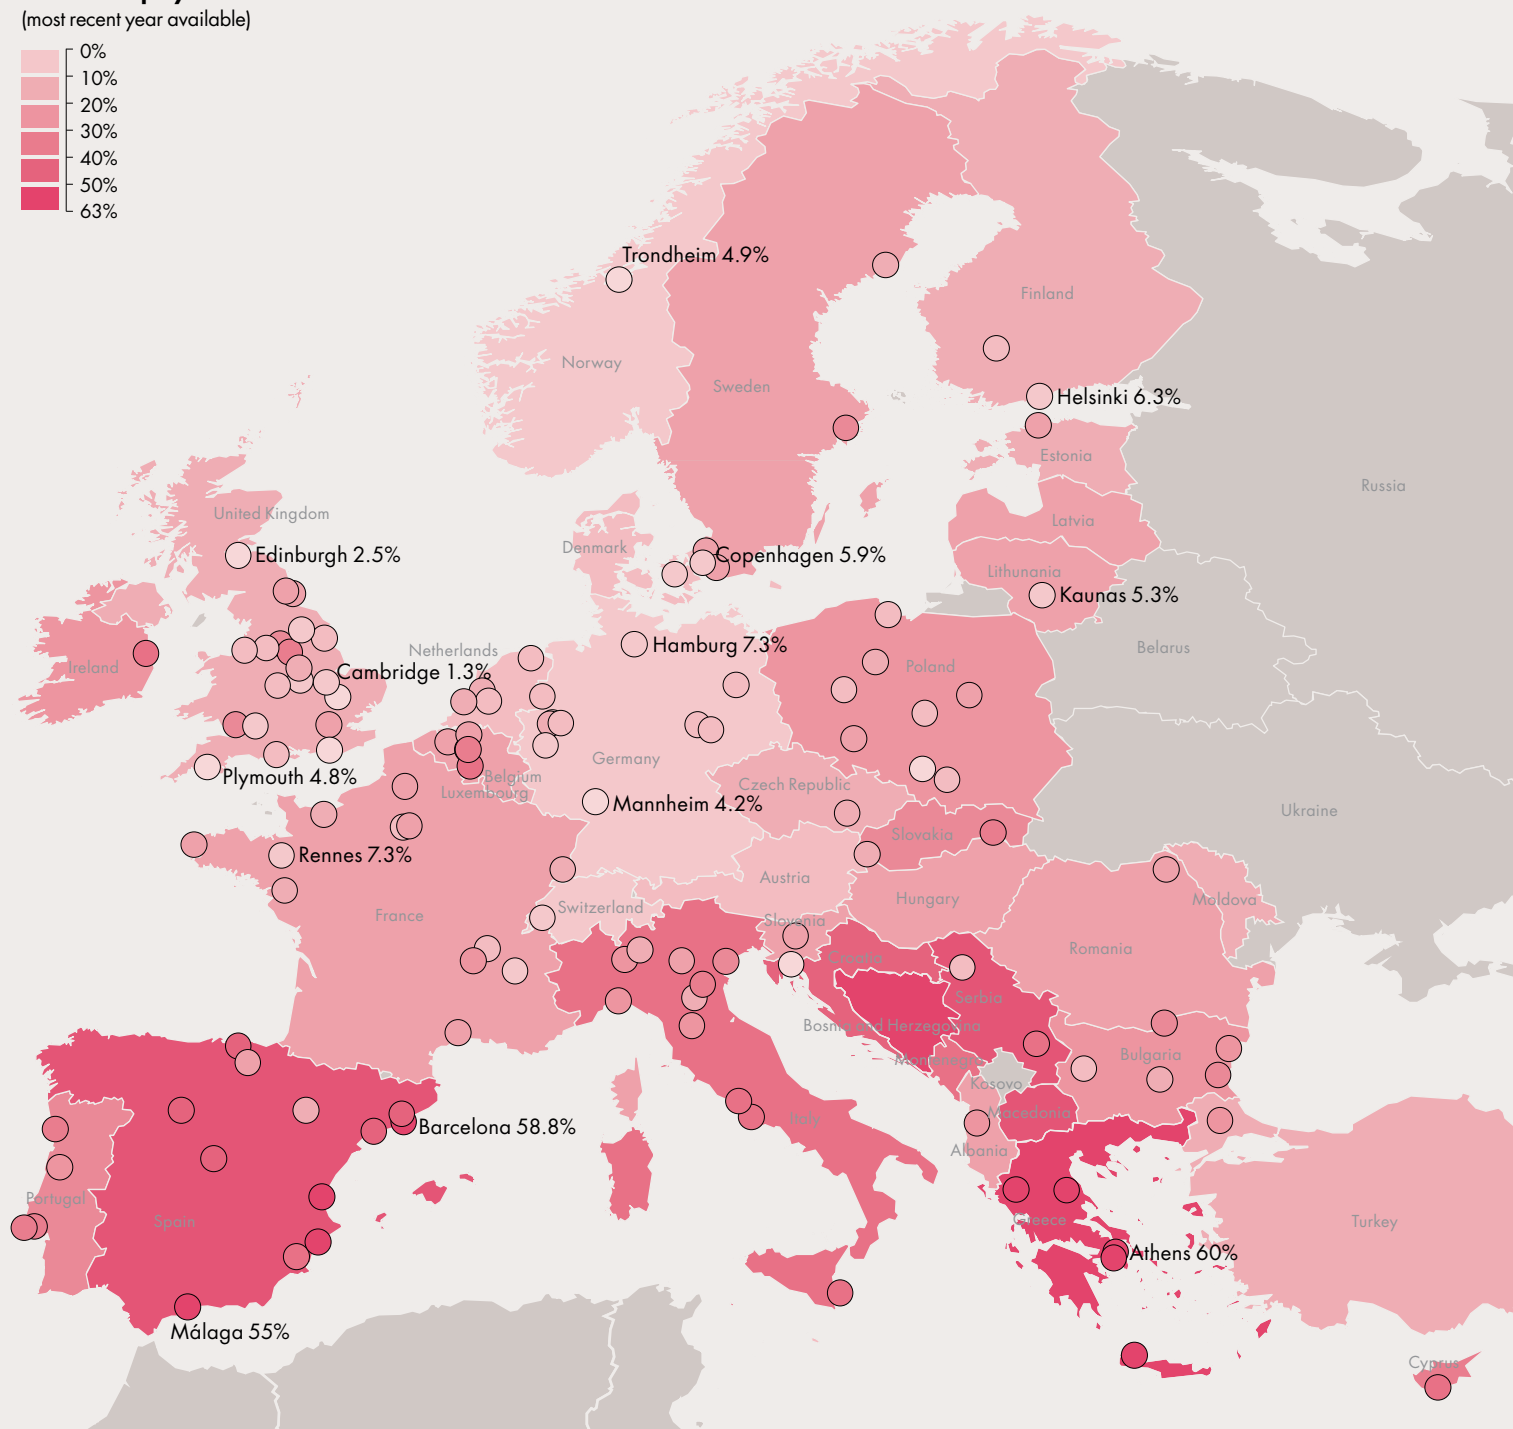 (most recent year available)
0%
10%
20%
30%
40%
50%
63%
Trondheim 4.9%
Finland
Norway
Sweden
Helsinki 6.3%
Estonia
Russia
United Kingdom
Latvia
Denmark
Edinburgh 2.5%
Copenhagen 5.9%
Lithunania
Kaunas 5.3%
Netherlands
Hamburg 7.3%
Belarus
Ireland
Cambridge 1.3%
Poland
Germany
Plymouth 4.8%
Belgium
Czech Republic
Luxembourg
Mannheim 4.2%
Ukraine
Slovakia
Rennes 7.3%
Austria
Hungary
Moldova
France
Switzerland
Slovenia
Romania
Croatia
Serbia
Bosnia and Herzegovina
Montenegro
Bulgaria
Kosovo
Macedonia
Barcelona 58.8%
Italy
Albania
Portugal
Spain
Greece
Turkey
Athens 60%
Málaga 55%
Cyprus